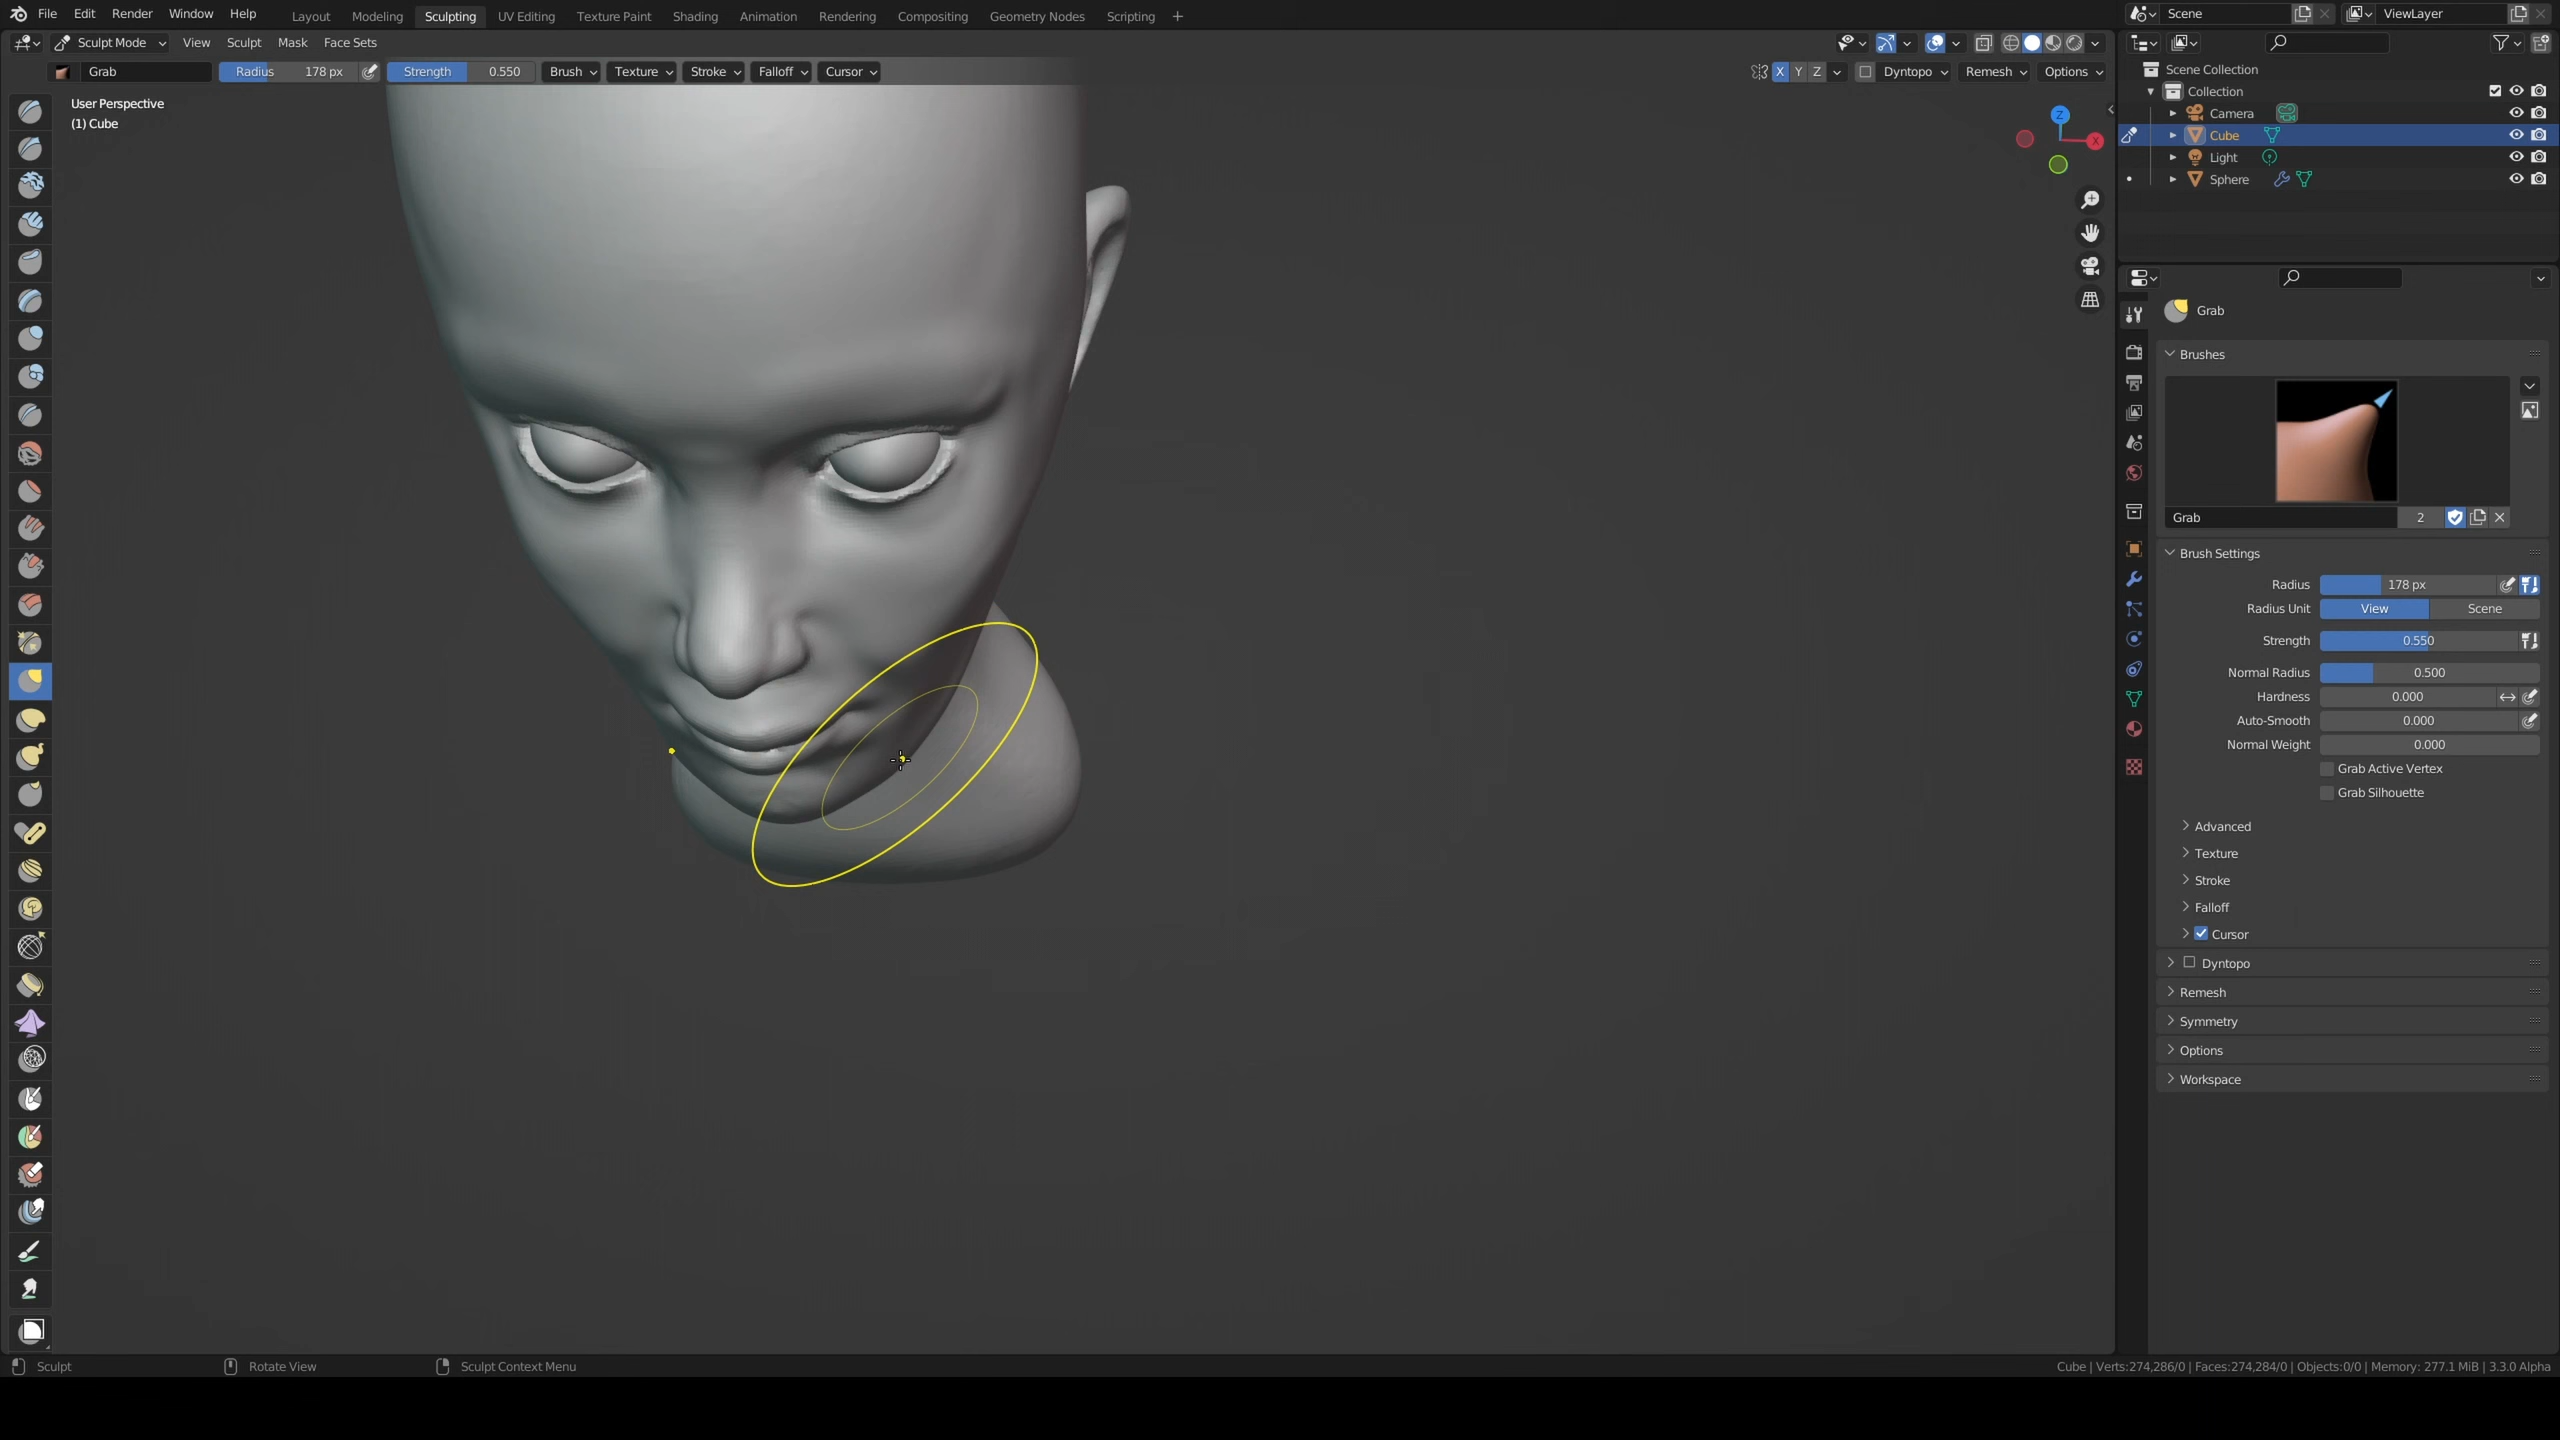 File Edit Render Window Help Layout Modeling Sculpting UV Editing Texture Paint Shading Animation Rendering Compositing Geometry Nodes Scripting + Scene ViewLayer
Sculpt Mode View Sculpt Mask Face Sets
Grab Radius 178 px Strength 0.550 Brush Texture Stroke Falloff Cursor X Y Z Dyntopo Remesh Options
User Perspective
(1) Cube
Z
X
Scene Collection
Collection
Camera
Cube
Light
Sphere
Grab
Brushes
Grab 2
Brush Settings
Radius 178 px
Radius Unit View Scene
Strength 0.550
Normal Radius 0.500
Hardness 0.000
Auto-Smooth 0.000
Normal Weight 0.000
Grab Active Vertex
Grab Silhouette
Advanced
Texture
Stroke
Falloff
Cursor
Dyntopo
Remesh
Symmetry
Options
Workspace
Sculpt Rotate View Sculpt Context Menu Cube | Verts:274,286/0 | Faces:274,284/0 | Objects:0/0 | Memory: 277.1 MiB | 3.3.0 Alpha